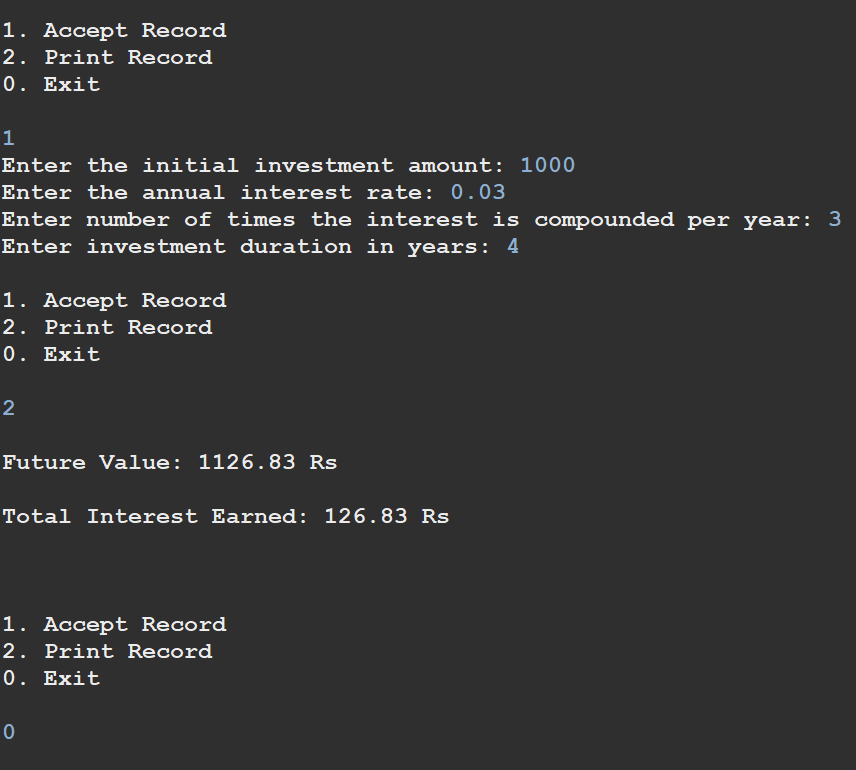 1. Accept Record
2. Print Record
0. Exit
1
Enter the initial investment amount: 1000
Enter the annual interest rate: 0.03
Enter number of times the interest is compounded per year: 3
Enter investment duration in years: 4
1. Accept Record
2. Print Record
0. Exit
2
Future Value: 1126.83 Rs
Total Interest Earned: 126.83 Rs
1. Accept Record
2. Print Record
0. Exit
0